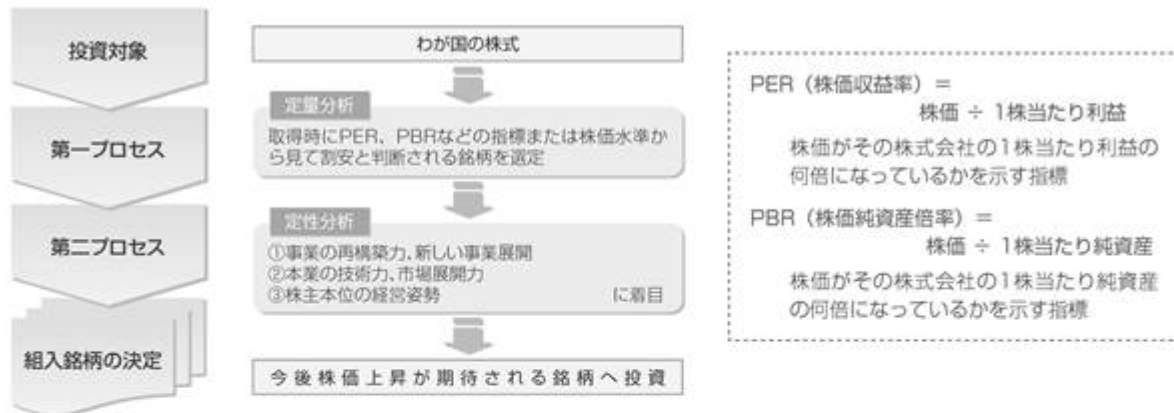 投資対象
第一プロセス
第二プロセス
組入銘柄の決定
わが国の株式
定量分析
取得時にPER、PBRなどの指標または株価水準か
ら見て割安と判断される銘柄を選定
定性分析
①事業の再構築力、新しい事業展開
②本業の技術力、市場展開力
③株主本位の経営姿勢 に着目
今後株価上昇が期待される銘柄へ投資
PER（株価収益率）＝
株価 ÷ 1株当たり利益
株価がその株式会社の1株当たり利益の
何倍になっているかを示す指標
PBR（株価純資産倍率）＝
株価 ÷ 1株当たり純資産
株価がその株式会社の1株当たり純資産
の何倍になっているかを示す指標